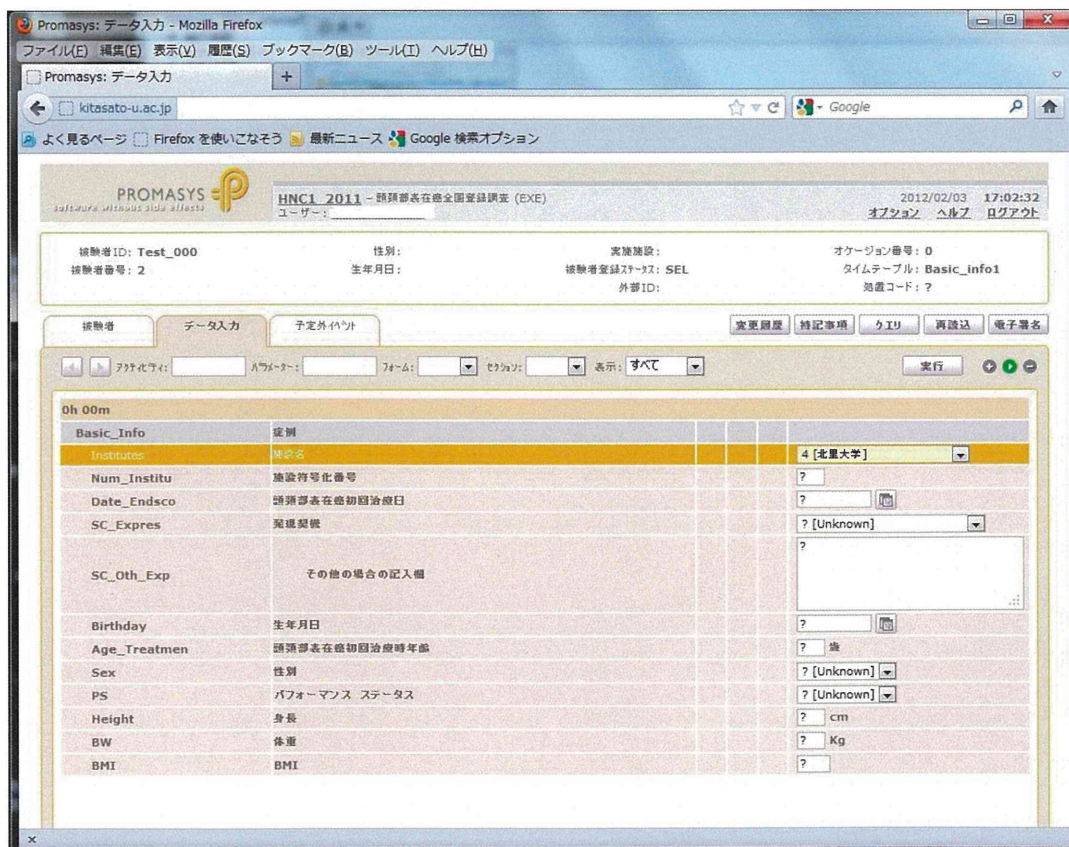 Promasys: データ入力 - Mozilla Firefox
ファイル(F) 編集(E) 表示(V) 履歴(S) ブックマーク(B) ツール(T) ヘルプ(H)
Promasys: データ入力 +
kitasato-u.ac.jp Google
よく見るページ Firefox を使いこなそう 最新ニュース Google 検索オプション
PROMASYS
software without side effects
HNC1_2011 - 頭頸部表在癌全国登録調査 (EXE) 2012/02/03 17:02:32
ユーザー: オプション ヘルプ ログアウト
被験者ID: Test_000 性別: 実施施設: オケージョン番号: 0
被験者番号: 2 生年月日: 被験者登録ステータス: SEL タイムテーブル: Basic_info1
外部ID: 処置コード: ?
被験者 データ入力 予定外イベント 変更履歴 特記事項 クエリ 再読込 電子署名
アクティビティ: パラメーター: フォーム: セクション: 表示: すべて 実行
0h 00m
Basic_Info 症例
Institutes 施設名 4 [北里大学]
Num_Institu 施設符号化番号 ?
Date_Endsco 頭頸部表在癌初回治療日 ?
SC_Expres 発現契機 ? [Unknown]
SC_Oth_Exp その他の場合の記入欄 ?
Birthday 生年月日 ?
Age_Treatmen 頭頸部表在癌初回治療時年齢 ? 歳
Sex 性別 ? [Unknown]
PS パフォーマンス ステータス ? [Unknown]
Height 身長 ? cm
BW 体重 ? Kg
BMI BMI ?